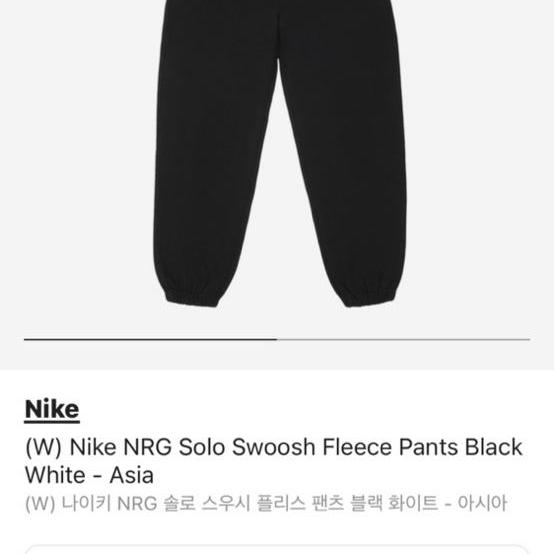 Nike
(W) Nike NRG Solo Swoosh Fleece Pants Black
White - Asia
(W) 나이키 NRG 솔로 스우시 플리스 팬츠 블랙 화이트 - 아시아